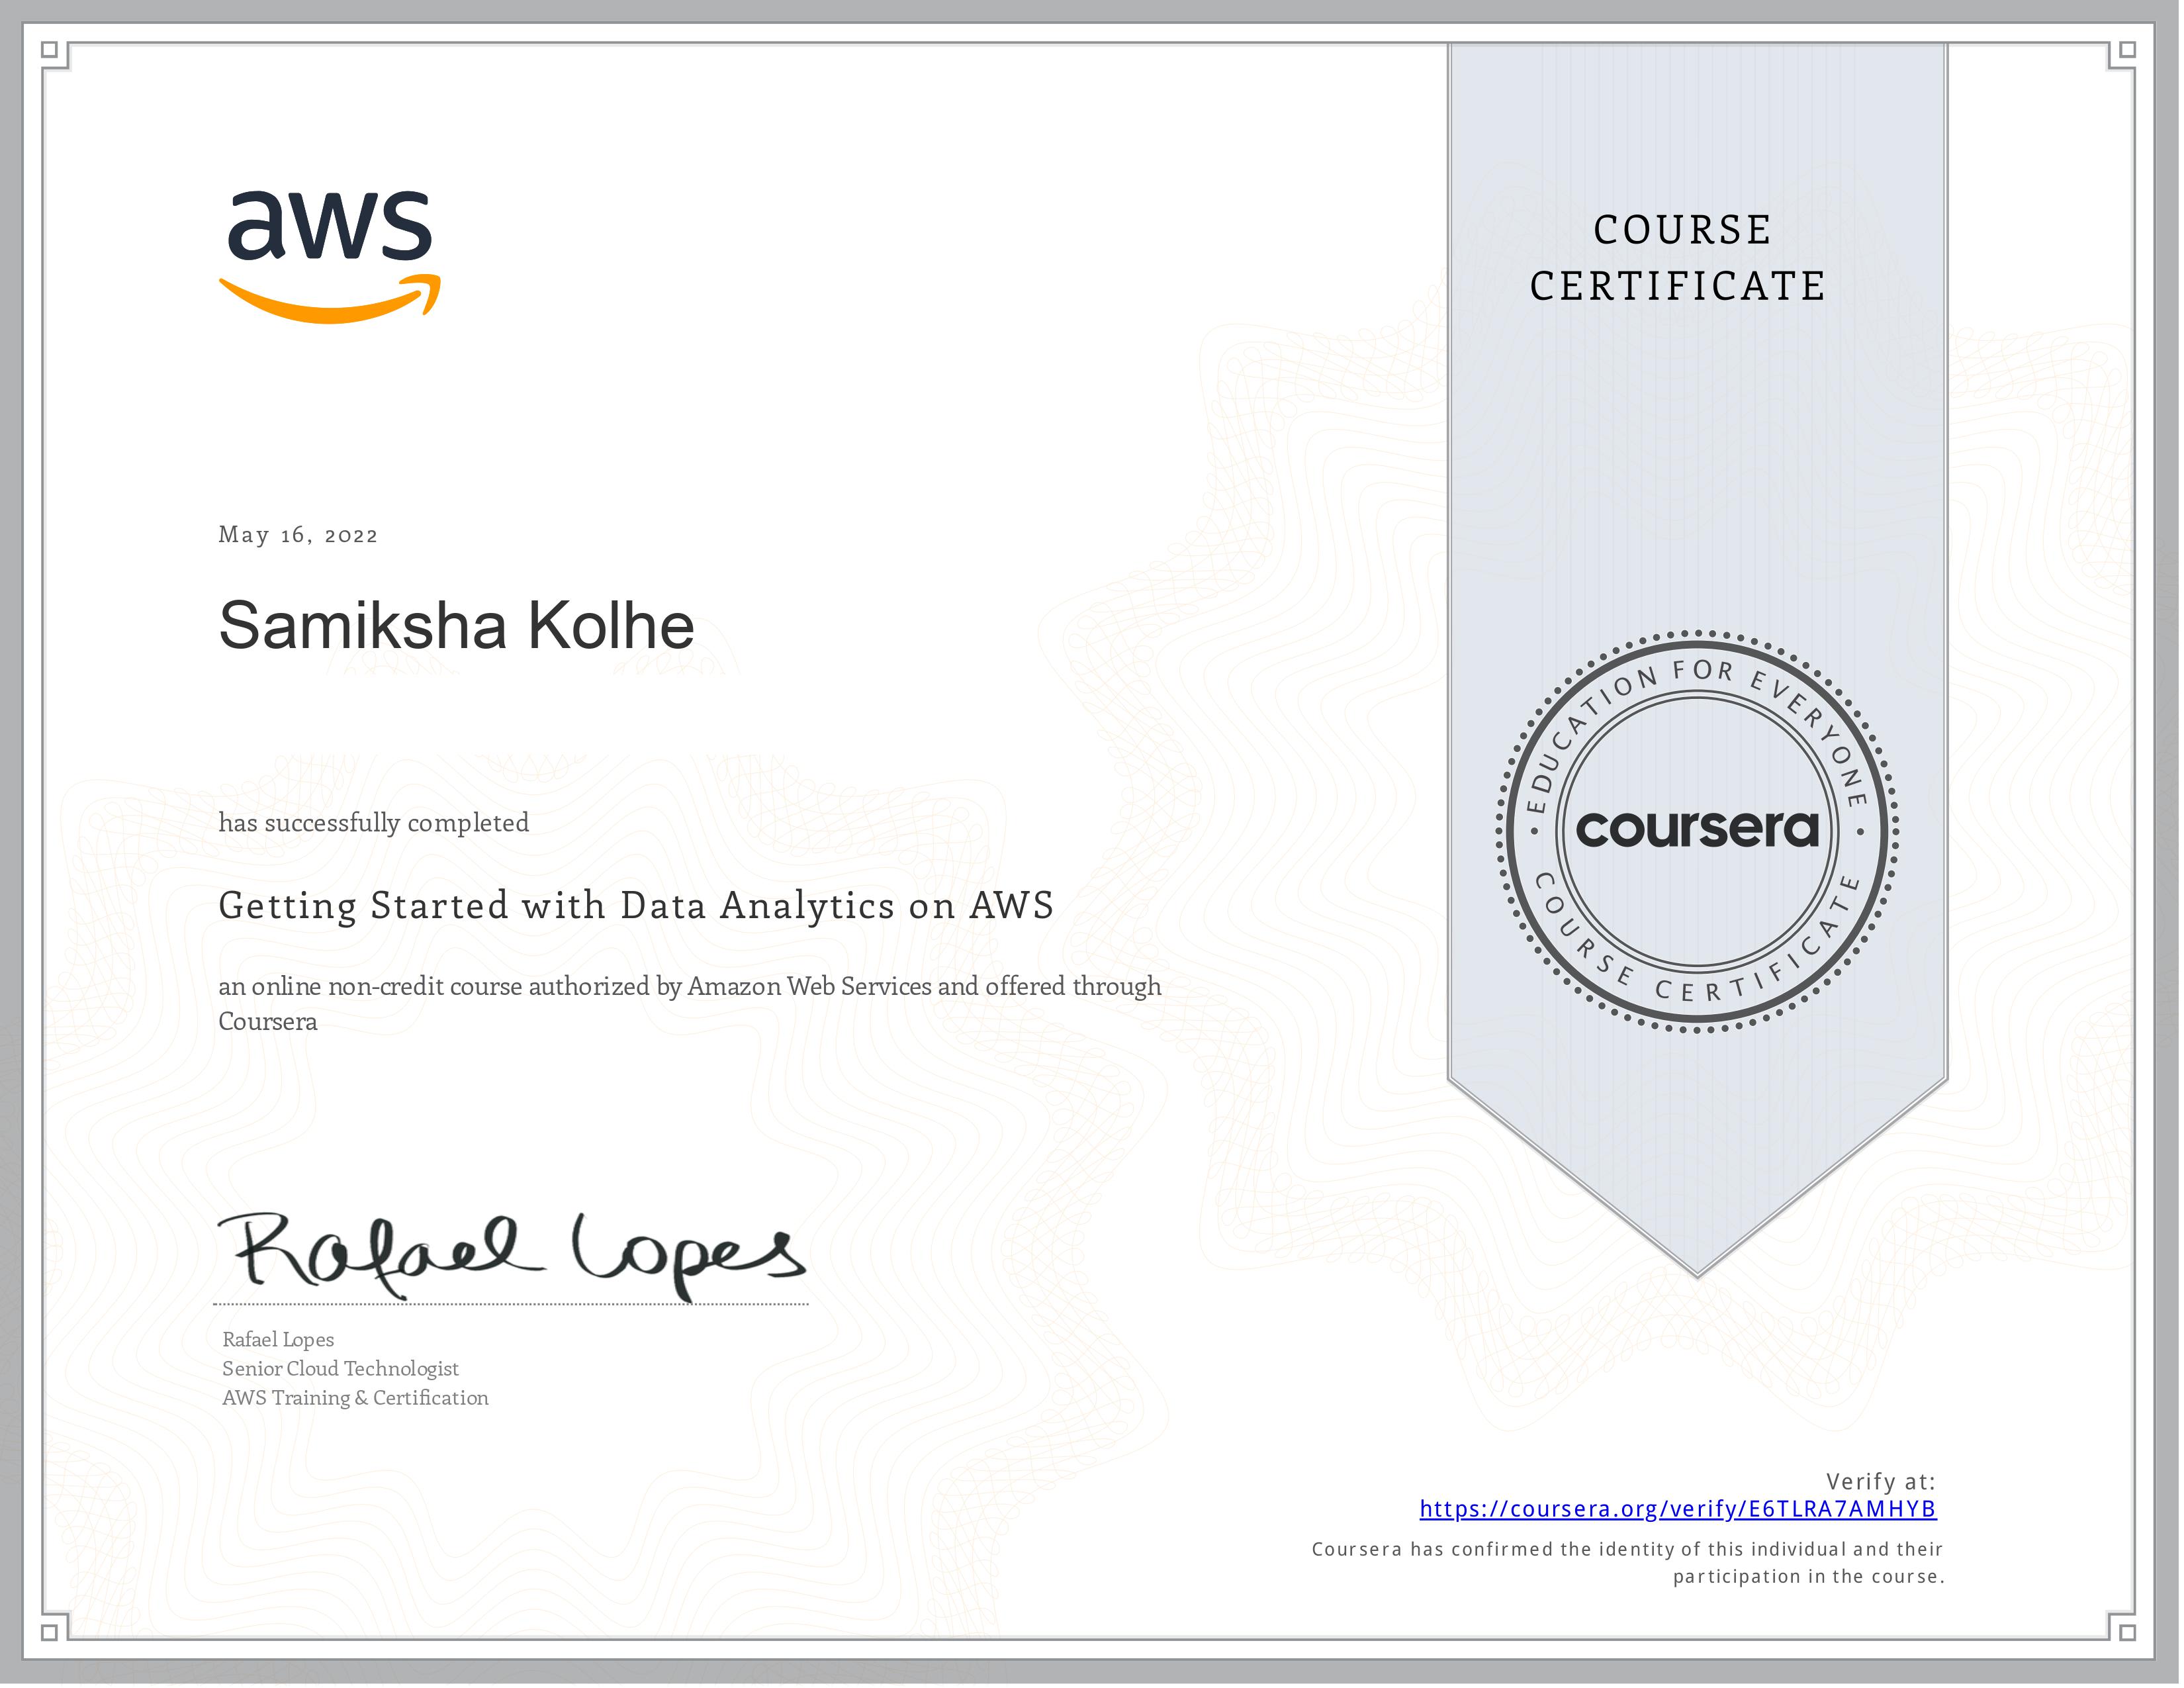 aws
COURSE
CERTIFICATE
May 16, 2022
Samiksha Kolhe
has successfully completed
Getting Started with Data Analytics on AWS
an online non-credit course authorized by Amazon Web Services and offered through
Coursera
EDUCATION FOR EVERYONE
coursera
COURSE CERTIFICATE
Rafael Lopes
Rafael Lopes
Senior Cloud Technologist
AWS Training & Certification
Verify at:
https://coursera.org/verify/E6TLRA7AMHYB
Coursera has confirmed the identity of this individual and their
participation in the course.